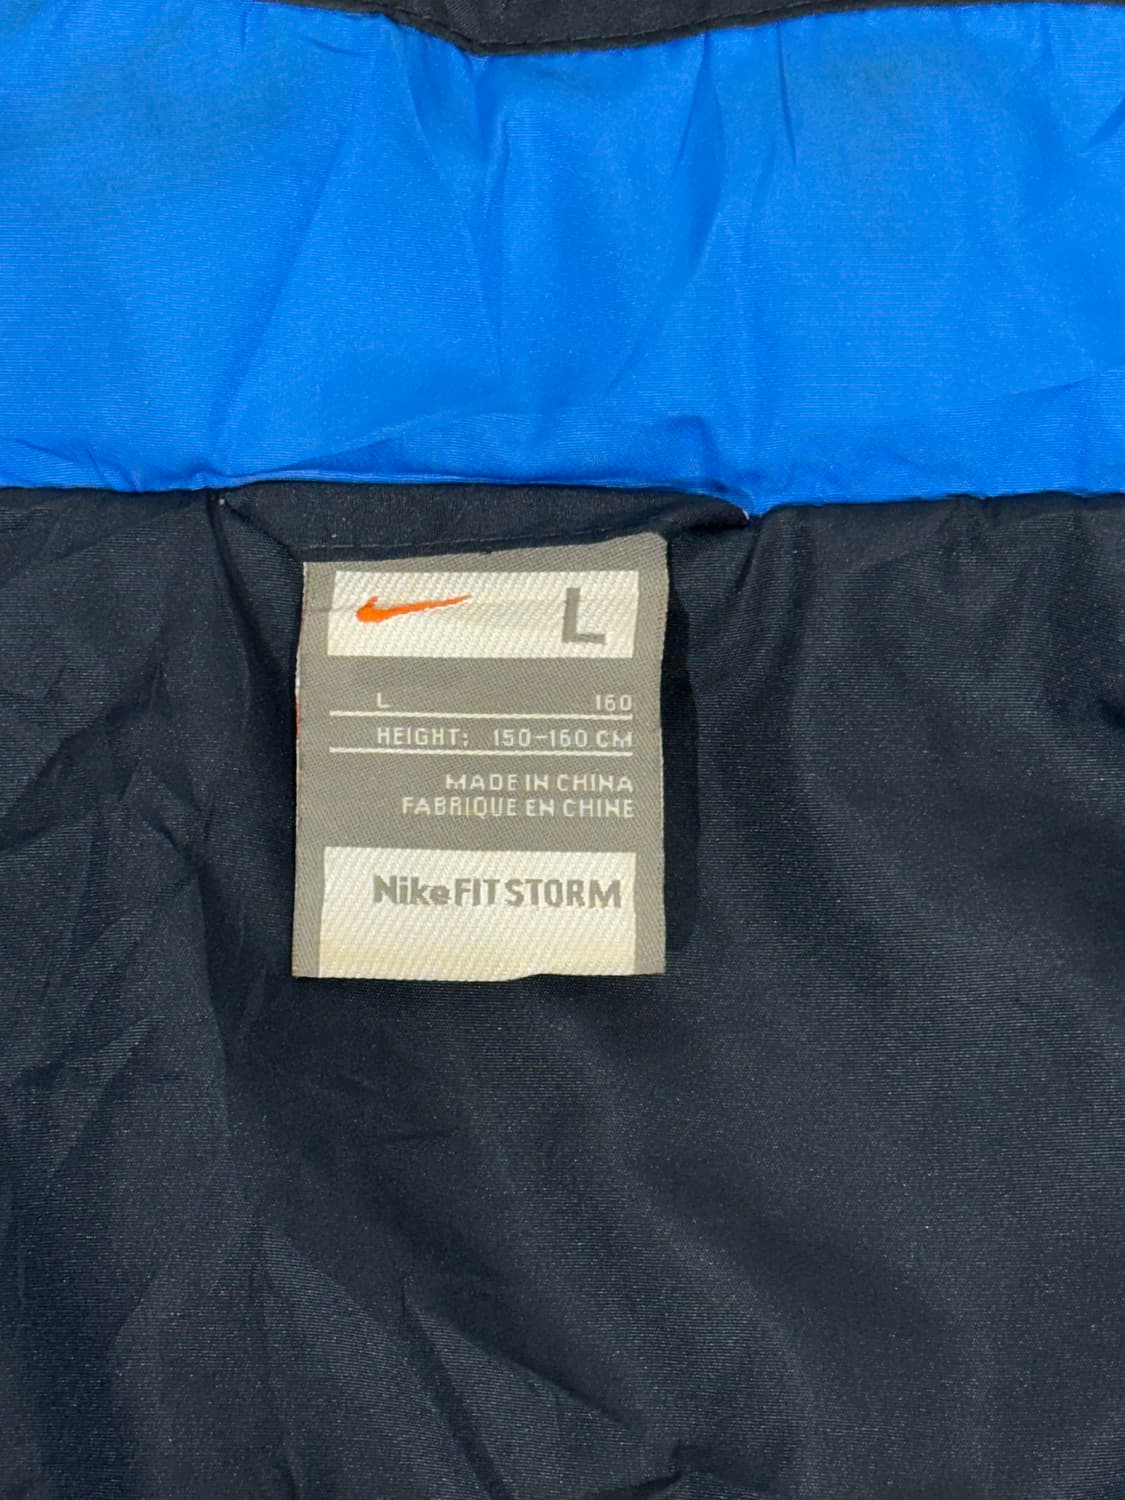 L
L 160
HEIGHT: 150-160 CM
MADE IN CHINA
FABRIQUE EN CHINE
Nike FIT STORM